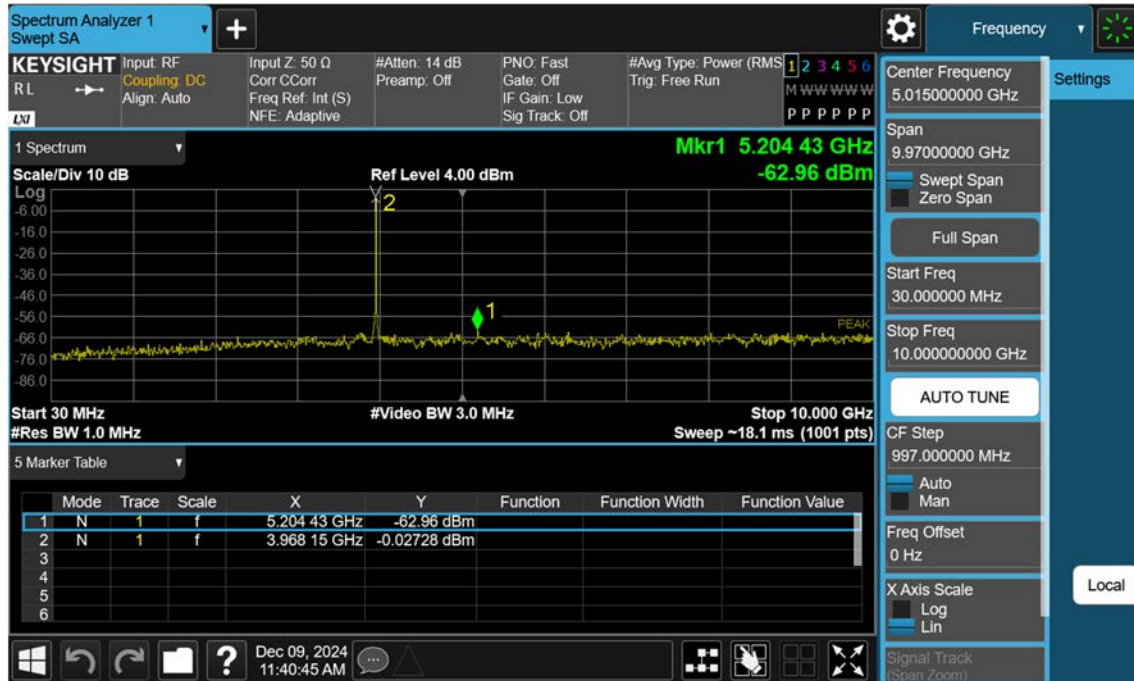 Spectrum Analyzer 1
Swept SA
+
Frequency
KEYSIGHT
RL
LXI
Input: RF
Coupling: DC
Align: Auto
Input Z: 50 Ω
Corr CCorr
Freq Ref: Int (S)
NFE: Adaptive
#Atten: 14 dB
Preamp: Off
PNO: Fast
Gate: Off
IF Gain: Low
Sig Track: Off
#Avg Type: Power (RMS
Trig: Free Run
1 2 3 4 5 6
M W W W W W
P P P P P P
1 Spectrum
Scale/Div 10 dB
Ref Level 4.00 dBm
Mkr1 5.204 43 GHz
-62.96 dBm
Log
-6.00
-16.0
-26.0
-36.0
-46.0
-56.0
-66.0
-76.0
-86.0
2
1
PEAK
Start 30 MHz
#Video BW 3.0 MHz
Stop 10.000 GHz
#Res BW 1.0 MHz
Sweep ~18.1 ms (1001 pts)
5 Marker Table
Mode Trace Scale X Y Function Function Width Function Value
1 N 1 f 5.204 43 GHz -62.96 dBm
2 N 1 f 3.968 15 GHz -0.02728 dBm
3
4
5
6
?
Dec 09, 2024
11:40:45 AM
Center Frequency
5.015000000 GHz
Settings
Span
9.97000000 GHz
Swept Span
Zero Span
Full Span
Start Freq
30.000000 MHz
Stop Freq
10.000000000 GHz
AUTO TUNE
CF Step
997.000000 MHz
Auto
Man
Freq Offset
0 Hz
X Axis Scale
Log
Lin
Local
Signal Track
(Span Zoom)